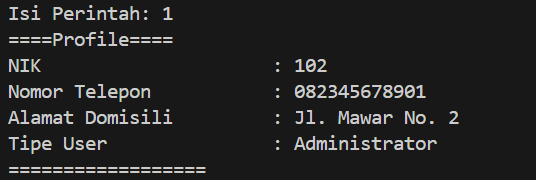 Isi Perintah: 1
====Profile====
NIK : 102
Nomor Telepon : 082345678901
Alamat Domisili : Jl. Mawar No. 2
Tipe User : Administrator
==================